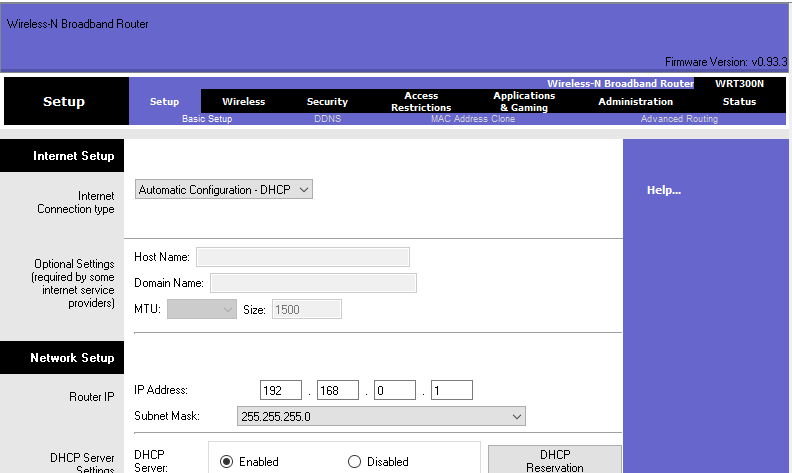 Wireless-N Broadband Router
Firmware Version: v0.93.3
Wireless-N Broadband Router WRT300N
Setup
Setup Wireless Security Access Restrictions Applications & Gaming Administration Status
Basic Setup DDNS MAC Address Clone Advanced Routing
Internet Setup
Internet
Connection type
Automatic Configuration - DHCP
Help...
Optional Settings
(required by some
internet service
providers)
Host Name:
Domain Name:
MTU: Size: 1500
Network Setup
Router IP
IP Address: 192 . 168 . 0 . 1
Subnet Mask: 255.255.255.0
DHCP Server
Settings
DHCP
Server:
Enabled Disabled
DHCP
Reservation